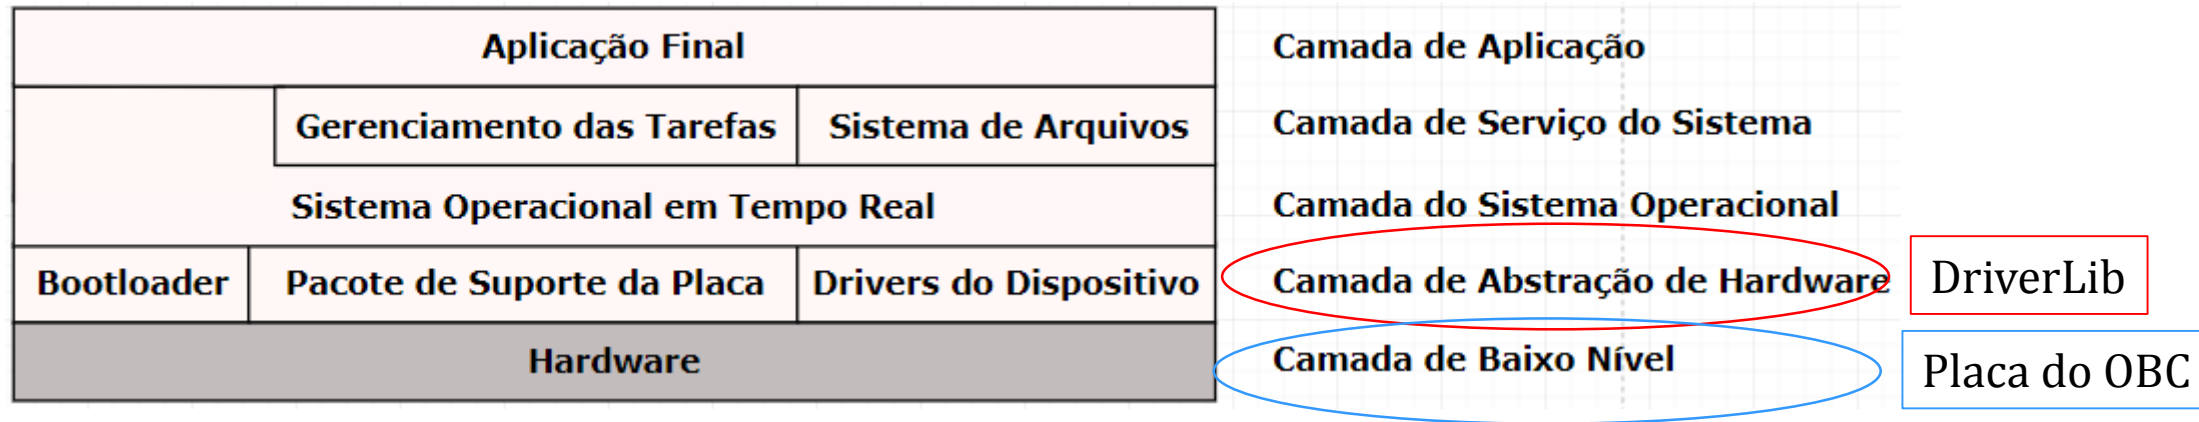 Aplicação Final
Camada de Aplicação
Gerenciamento das Tarefas
Sistema de Arquivos
Camada de Serviço do Sistema
Sistema Operacional em Tempo Real
Camada do Sistema Operacional
Bootloader
Pacote de Suporte da Placa
Drivers do Dispositivo
Camada de Abstração de Hardware
DriverLib
Hardware
Camada de Baixo Nível
Placa do OBC